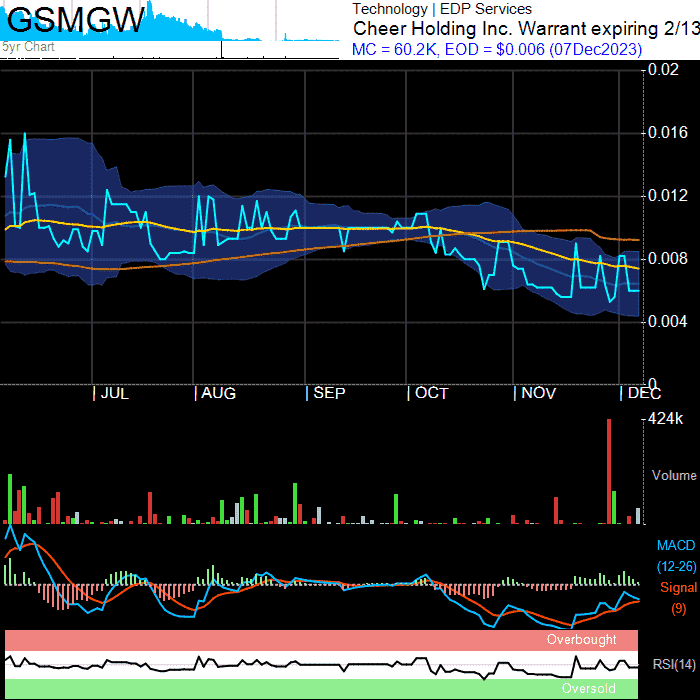 GSMGW
5yr Chart
Technology | EDP Services
Cheer Holding Inc. Warrant expiring 2/13
MC = 60.2K, EOD = $0.006 (07Dec2023)
0.02
0.016
0.012
0.008
0.004
0
JUL AUG SEP OCT NOV DEC
424k
Volume
MACD
(12-26)
Signal
(9)
Overbought
RSI(14)
Oversold